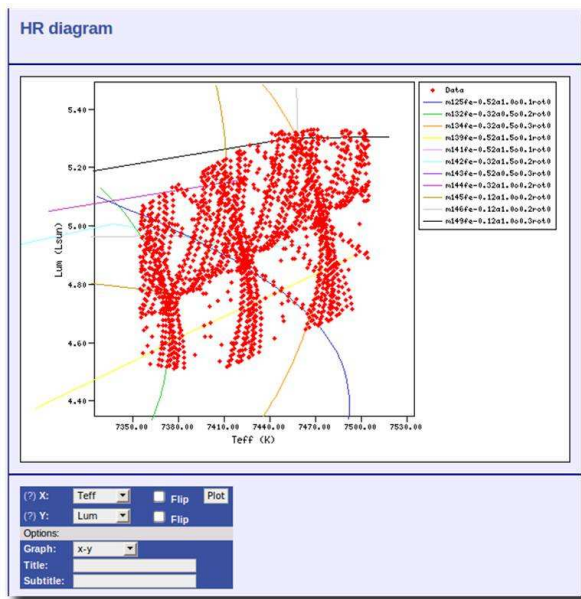 HR diagram
Data
m125fe-0.52a1.0o0.1rot0
m132fe-0.32a0.5o0.2rot0
m134fe-0.32a0.5o0.3rot0
m139fe-0.52a1.5o0.1rot0
m141fe-0.52a1.5o0.2rot0
m142fe-0.32a1.5o0.2rot0
m143fe-0.52a0.5o0.3rot0
m144fe-0.32a1.0o0.2rot0
m145fe-0.12a1.0o0.2rot0
m146fe-0.12a1.0o0.2rot0
m149fe-0.12a1.0o0.3rot0
5.40
5.20
5.00
4.80
4.60
4.40
Lum (Lsun)
7350.00 7380.00 7410.00 7440.00 7470.00 7500.00 7530.00
Teff (K)
(?) X: Teff Flip Plot
(?) Y: Lum Flip
Options:
Graph: x-y
Title:
Subtitle: